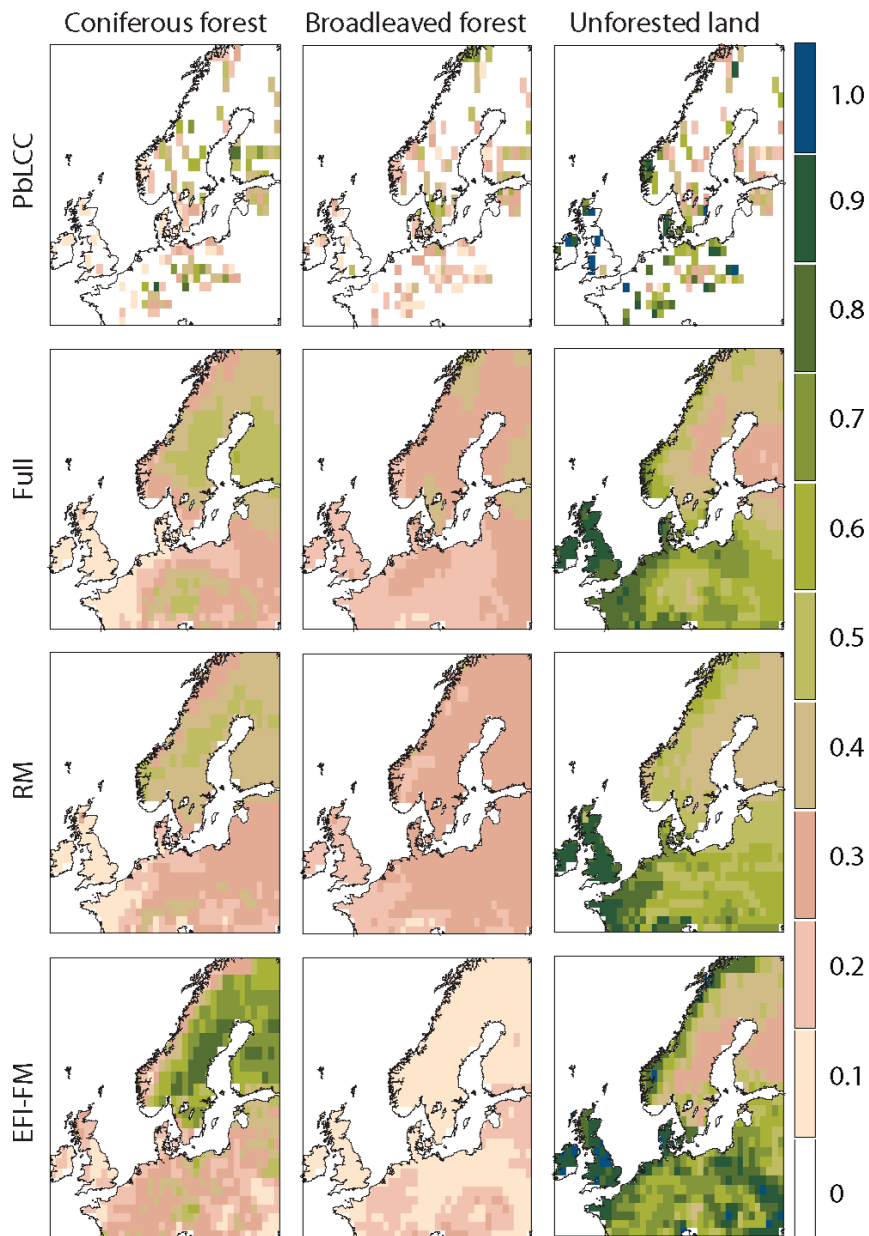 Coniferous forest
Broadleaved forest
Unforested land
PbLCC
Full
RM
EFI-FM
1.0
0.9
0.8
0.7
0.6
0.5
0.4
0.3
0.2
0.1
0